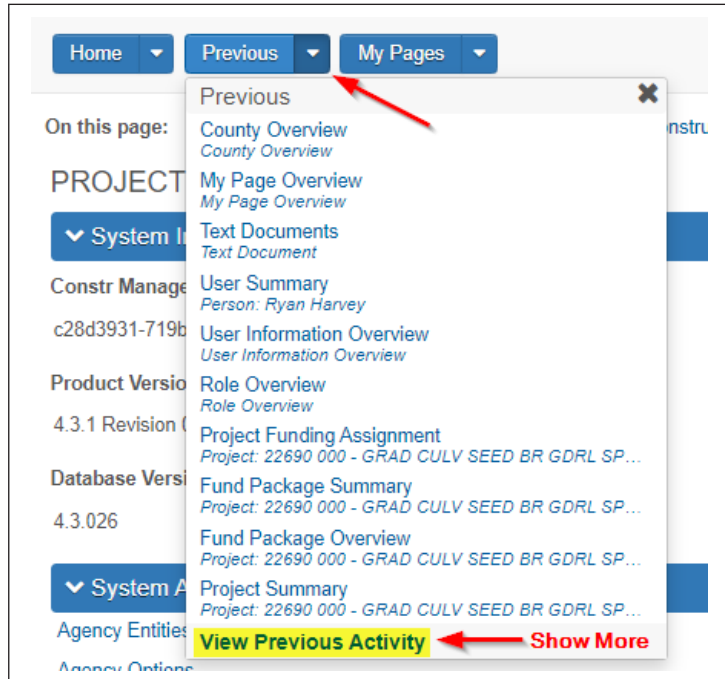 Home
Previous
My Pages
Previous
On this page:
County Overview
County Overview
My Page Overview
My Page Overview
PROJECT
Text Documents
Text Document
User Summary
Person: Ryan Harvey
User Information Overview
User Information Overview
c28d3931-719b
Role Overview
Role Overview
4.3.1 Revision
Project Funding Assignment
Project: 22690 000 - GRAD CULV SEED BR GDRL SP...
Fund Package Summary
Project: 22690 000 - GRAD CULV SEED BR GDRL SP...
4.3.026
Fund Package Overview
Project: 22690 000 - GRAD CULV SEED BR GDRL SP...
System A
Project Summary
Project: 22690 000 - GRAD CULV SEED BR GDRL SP...
View Previous Activity
Show More
System I
Constr Manage
Product Versio
Database Versi
Agency Entities
Agency Options